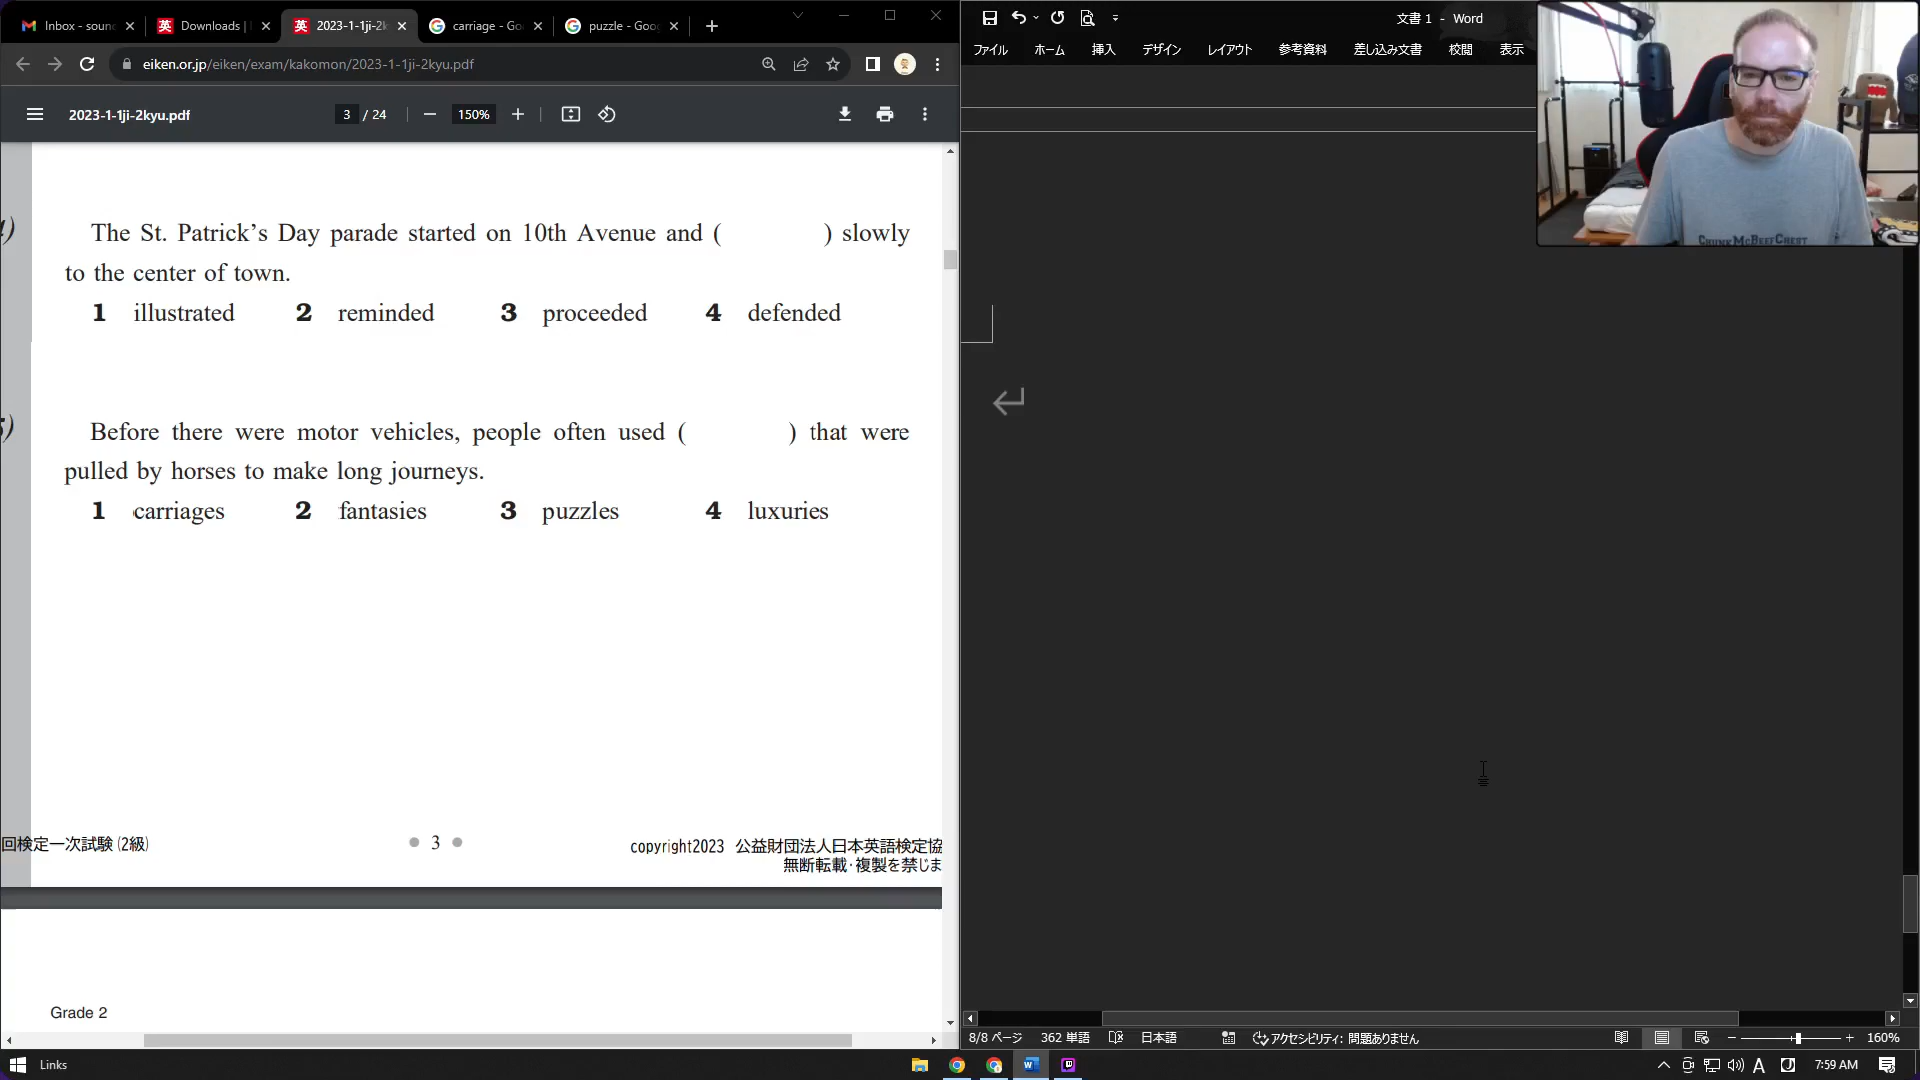 Inbox - soun
Downloads |
2023-1-1ji-2k
carriage - Go
puzzle - Goog
eiken.or.jp/eiken/exam/kakomon/2023-1-1ji-2kyu.pdf
2023-1-1ji-2kyu.pdf
3 / 24
150%
The St. Patrick's Day parade started on 10th Avenue and ( ) slowly
to the center of town.
1 illustrated 2 reminded 3 proceeded 4 defended
5) Before there were motor vehicles, people often used ( ) that were
pulled by horses to make long journeys.
1 carriages 2 fantasies 3 puzzles 4 luxuries
回検定一次試験(2級)
3
copyright2023 公益財団法人日本英語検定協
無断転載・複製を禁じま
Grade 2
文書 1 - Word
ファイル ホーム 挿入 デザイン レイアウト 参考資料 差し込み文書 校閲 表示
CHUNK MCBEEFCHEST
8/8 ページ 362 単語 日本語 アクセシビリティ: 問題ありません 160%
Links
A
7:59 AM